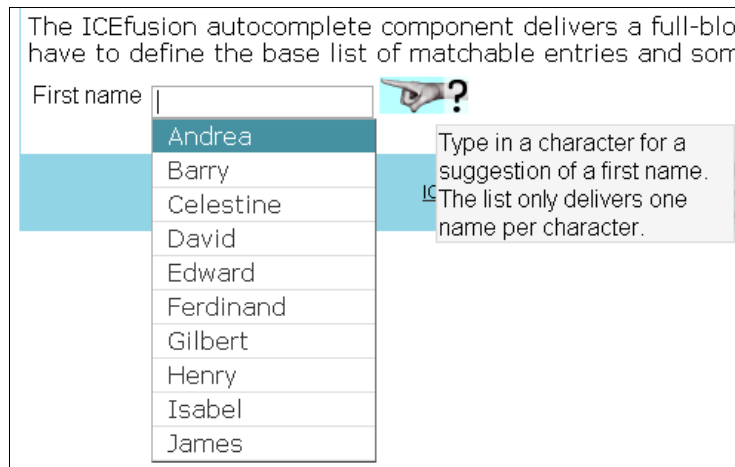 The ICEfusion autocomplete component delivers a full-blo
have to define the base list of matchable entries and som
First name
?
Andrea
Barry
Celestine
David
Edward
Ferdinand
Gilbert
Henry
Isabel
James
Type in a character for a
suggestion of a first name.
The list only delivers one
name per character.
IC